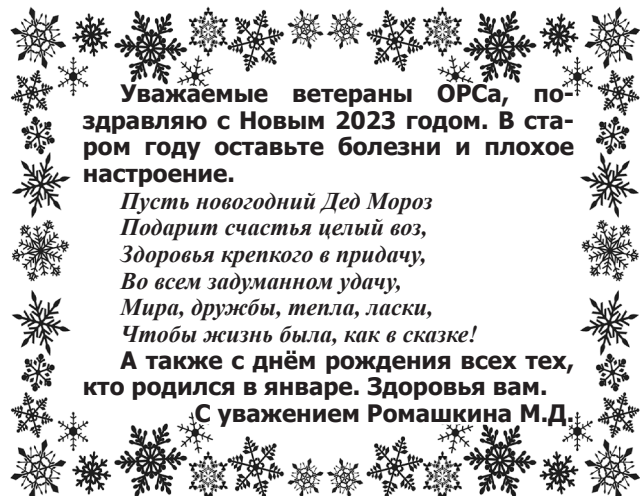 Уважаемые ветераны ОРСа, по-
здравляю с Новым 2023 годом. В ста-
ром году оставьте болезни и плохое
настроение.
Пусть новогодний Дед Мороз
Подарит счастья целый воз,
Здоровья крепкого в придачу,
Во всем задуманном удачу,
Мира, дружбы, тепла, ласки,
Чтобы жизнь была, как в сказке!
А также с днём рождения всех тех,
кто родился в январе. Здоровья вам.
С уважением Ромашкина М.Д.